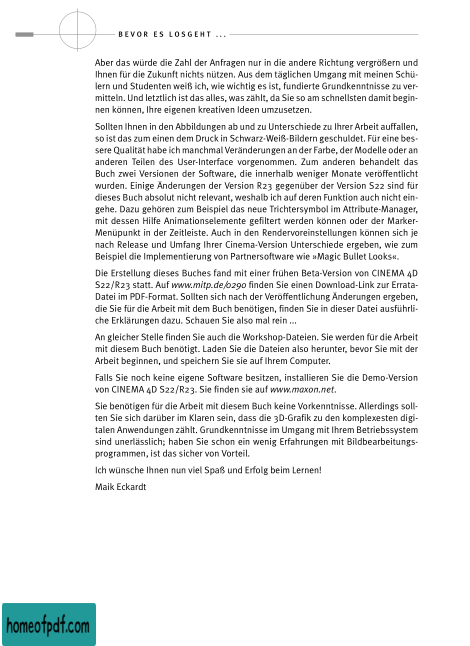 BEVOR ES LOSGEHT ...
Aber das würde die Zahl der Anfragen nur in die andere Richtung vergrößern und
Ihnen für die Zukunft nichts nützen. Aus dem täglichen Umgang mit meinen Schü-
lern und Studenten weiß ich, wie wichtig es ist, fundierte Grundkenntnisse zu ver-
mitteln. Und letztlich ist das alles, was zählt, da Sie so am schnellsten damit begin-
nen können, Ihre eigenen kreativen Ideen umzusetzen.
Sollten Ihnen in den Abbildungen ab und zu Unterschiede zu Ihrer Arbeit auffallen,
so ist das zum einen dem Druck in Schwarz-Weiß-Bildern geschuldet. Für eine bes-
sere Qualität habe ich manchmal Veränderungen an der Farbe, der Modelle oder an
anderen Teilen des User-Interface vorgenommen. Zum anderen behandelt das
Buch zwei Versionen der Software, die innerhalb weniger Monate veröffentlicht
wurden. Einige Änderungen der Version R23 gegenüber der Version S22 sind für
dieses Buch absolut nicht relevant, weshalb ich auf deren Funktion auch nicht ein-
gehe. Dazu gehören zum Beispiel das neue Trichtersymbol im Attribute-Manager,
mit dessen Hilfe Animationselemente gefiltert werden können oder der Marker-
Menüpunkt in der Zeitleiste. Auch in den Rendervoreinstellungen können sich je
nach Release und Umfang Ihrer Cinema-Version Unterschiede ergeben, wie zum
Beispiel die Implementierung von Partnersoftware wie »Magic Bullet Looks«.
Die Erstellung dieses Buches fand mit einer frühen Beta-Version von CINEMA 4D
S22/R23 statt. Auf www.mitp.de/0290 finden Sie einen Download-Link zur Errata-
Datei im PDF-Format. Sollten sich nach der Veröffentlichung Änderungen ergeben,
die Sie für die Arbeit mit dem Buch benötigen, finden Sie in dieser Datei ausführli-
che Erklärungen dazu. Schauen Sie also mal rein ...
An gleicher Stelle finden Sie auch die Workshop-Dateien. Sie werden für die Arbeit
mit diesem Buch benötigt. Laden Sie die Dateien also herunter, bevor Sie mit der
Arbeit beginnen, und speichern Sie sie auf Ihrem Computer.
Falls Sie noch keine eigene Software besitzen, installieren Sie die Demo-Version
von CINEMA 4D S22/R23. Sie finden sie auf www.maxon.net.
Sie benötigen für die Arbeit mit diesem Buch keine Vorkenntnisse. Allerdings soll-
ten Sie sich darüber im Klaren sein, dass die 3D-Grafik zu den komplexesten digi-
talen Anwendungen zählt. Grundkenntnisse im Umgang mit Ihrem Betriebssystem
sind unerlässlich; haben Sie schon ein wenig Erfahrungen mit Bildbearbeitungs-
programmen, ist das sicher von Vorteil.
Ich wünsche Ihnen nun viel Spaß und Erfolg beim Lernen!
Maik Eckardt
homeofpdf.com